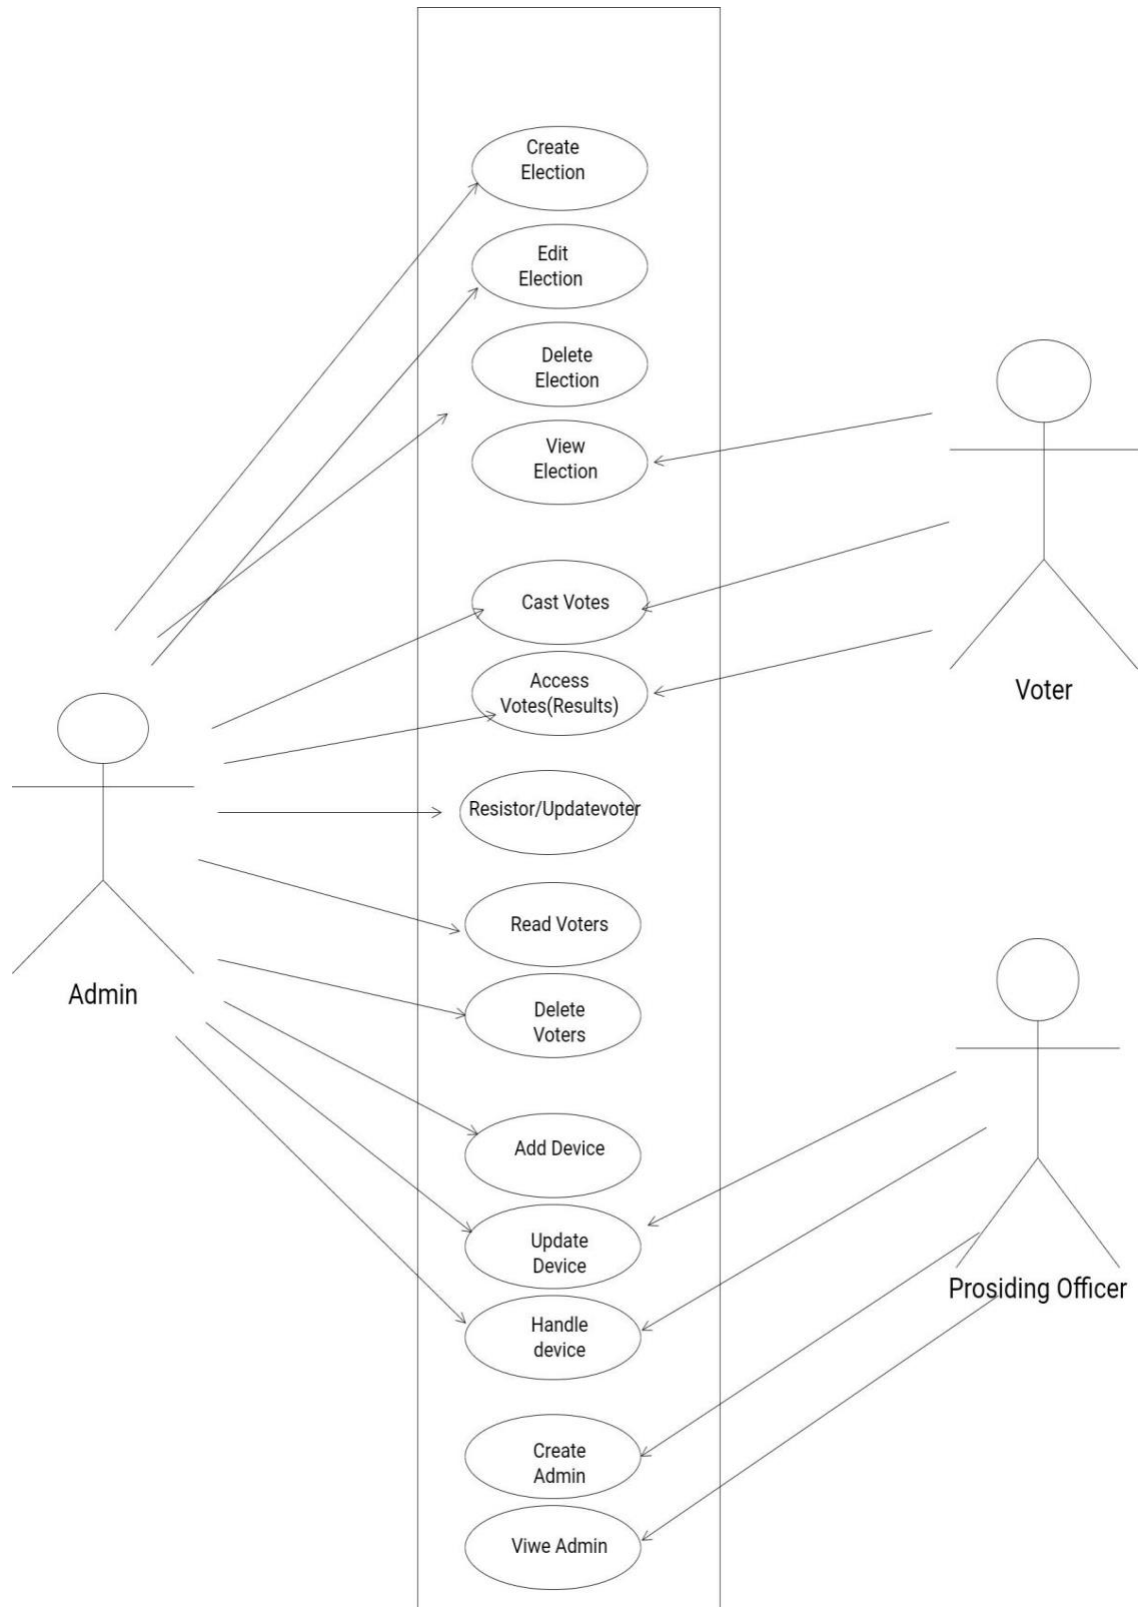 Create
Election
Edit
Election
Delete
Election
View
Election
Cast Votes
Access
Votes(Results)
Voter
Resistor/Updatevoter
Read Voters
Admin
Delete
Voters
Add Device
Update
Device
Prosiding Officer
Handle
device
Create
Admin
Viwe Admin